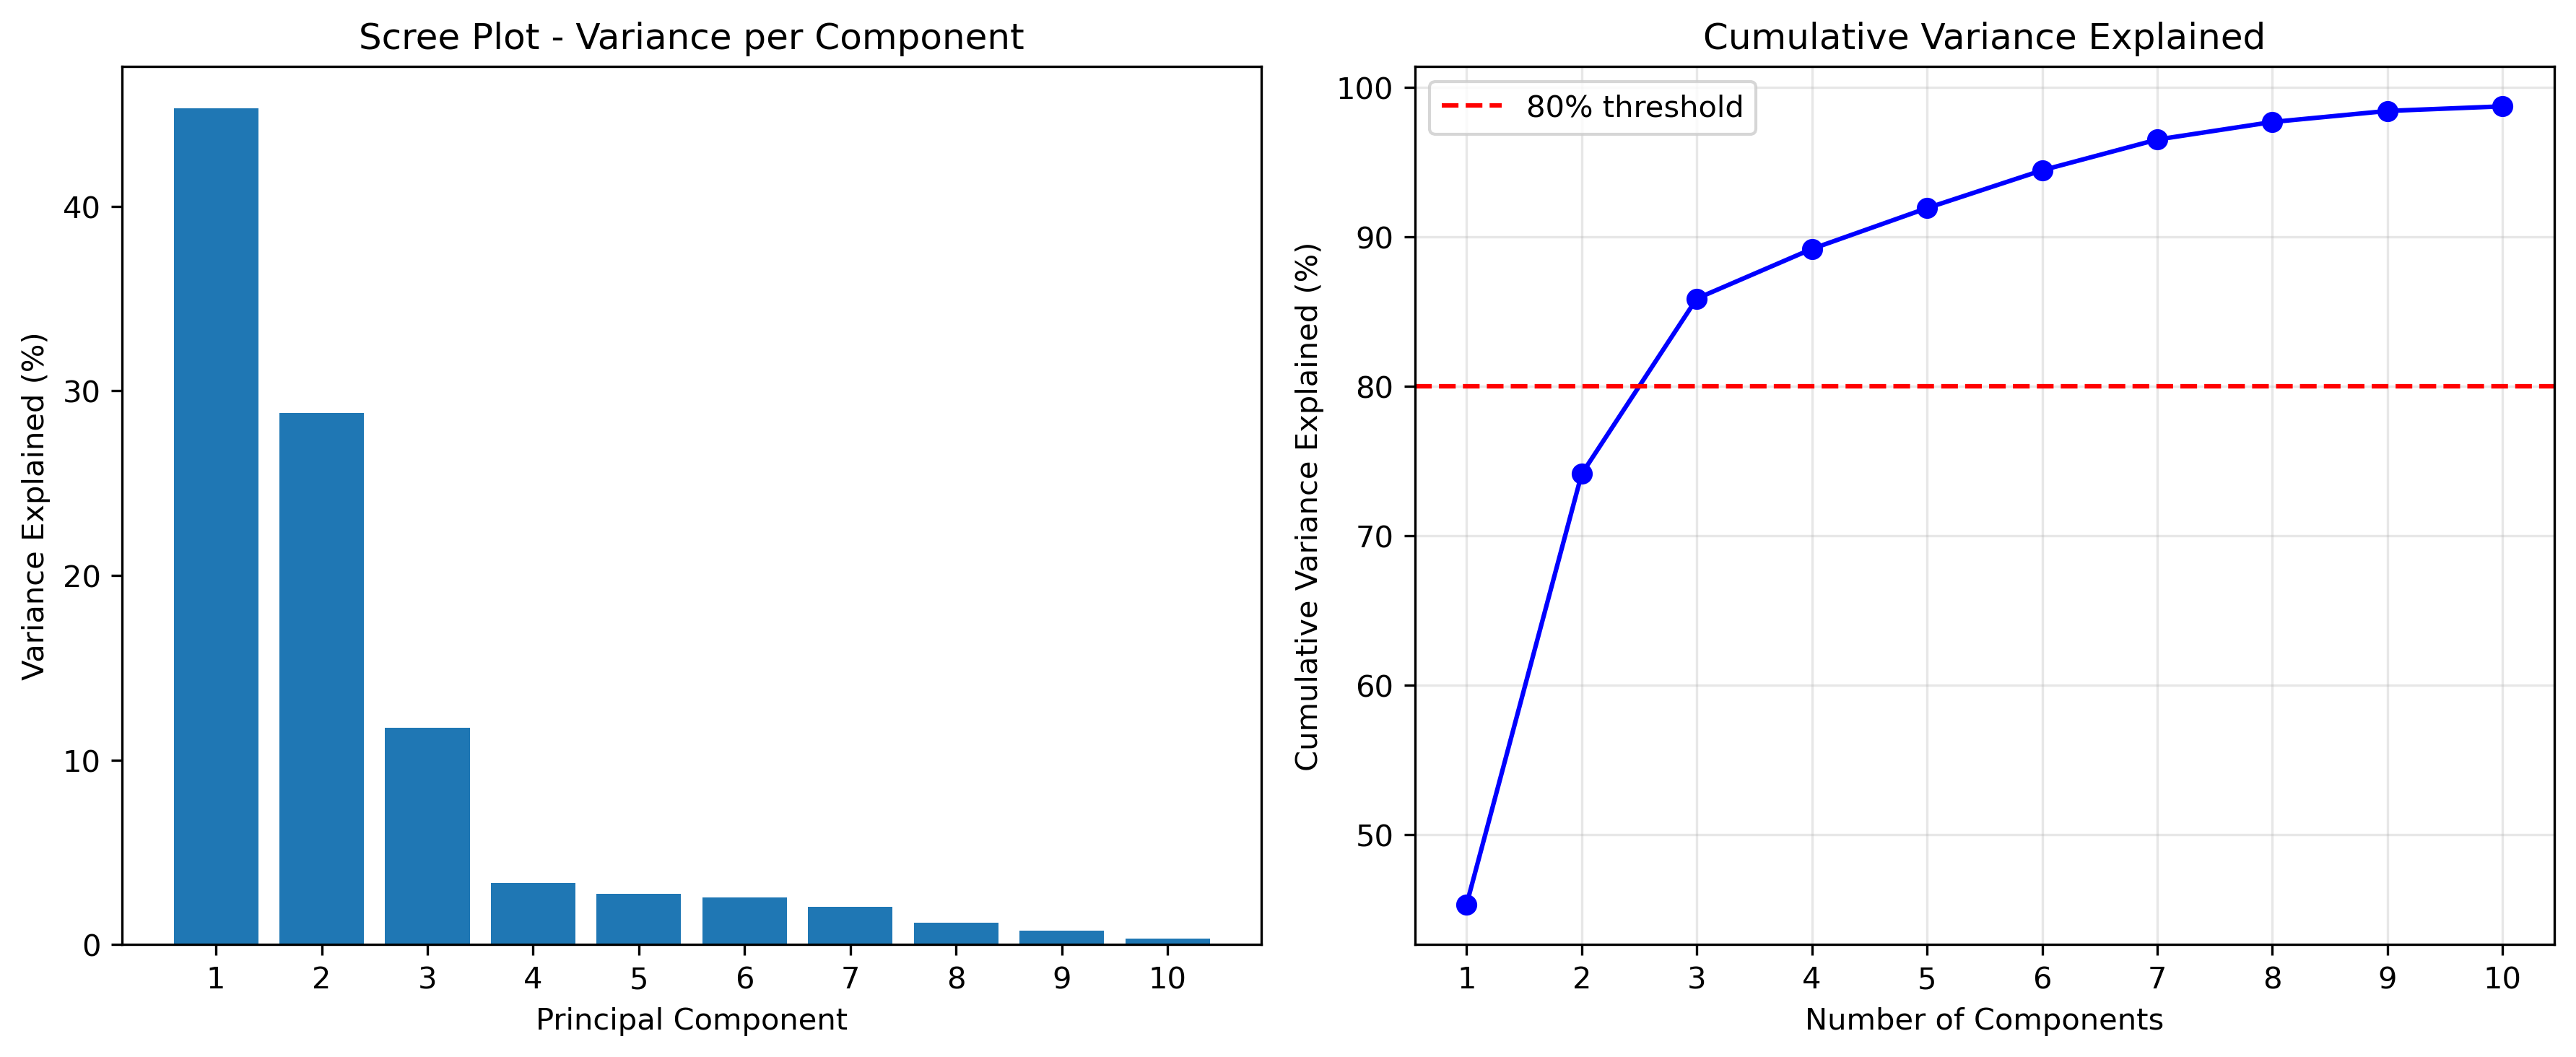 Scree Plot - Variance per Component
Variance Explained (%)
40
30
20
10
0
1 2 3 4 5 6 7 8 9 10
Principal Component
Cumulative Variance Explained
80% threshold
Cumulative Variance Explained (%)
100
90
80
70
60
50
1 2 3 4 5 6 7 8 9 10
Number of Components